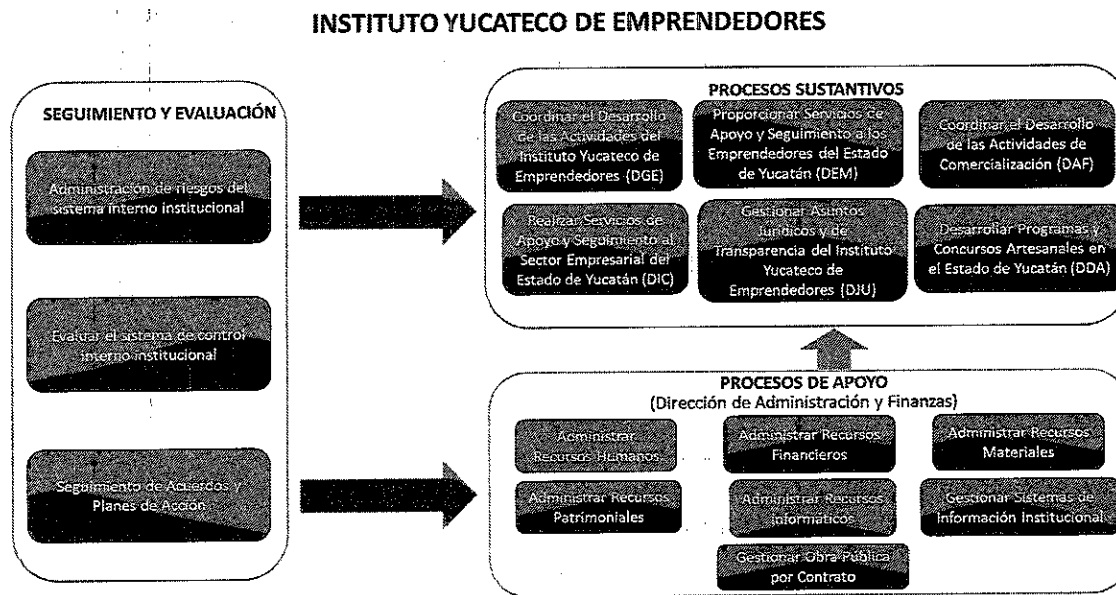 INSTITUTO YUCATECO DE EMPRENDEDORES
SEGUIMIENTO Y EVALUACIÓN
Administración de riesgos del
sistema interno institucional
Evaluar el sistema de control
interno institucional
Seguimiento de Acuerdos y
Planes de Acción
PROCESOS SUSTANTIVOS
Coordinar el Desarrollo
de las Actividades del
Instituto Yucateco de
Emprendedores (DGE)
Proporcionar Servicios de
Apoyo y Seguimiento a los
Emprendedores del Estado
de Yucatán (DEM)
Coordinar el Desarrollo
de las Actividades de
Comercialización (DAF)
Realizar Servicios de
Apoyo y Seguimiento al
Sector Empresarial del
Estado de Yucatán (DIC)
Gestionar Asuntos
Jurídicos y de
Transparencia del Instituto
Yucateco de
Emprendedores (DJU)
Desarrollar Programas y
Concursos Artesanales en
el Estado de Yucatán (DDA)
PROCESOS DE APOYO
(Dirección de Administración y Finanzas)
Administrar
Recursos Humanos
Administrar Recursos
Financieros
Administrar Recursos
Materiales
Administrar Recursos
Patrimoniales
Administrar Recursos
Informáticos
Gestionar Sistemas de
Información Institucional
Gestionar Obra Pública
por Contrato